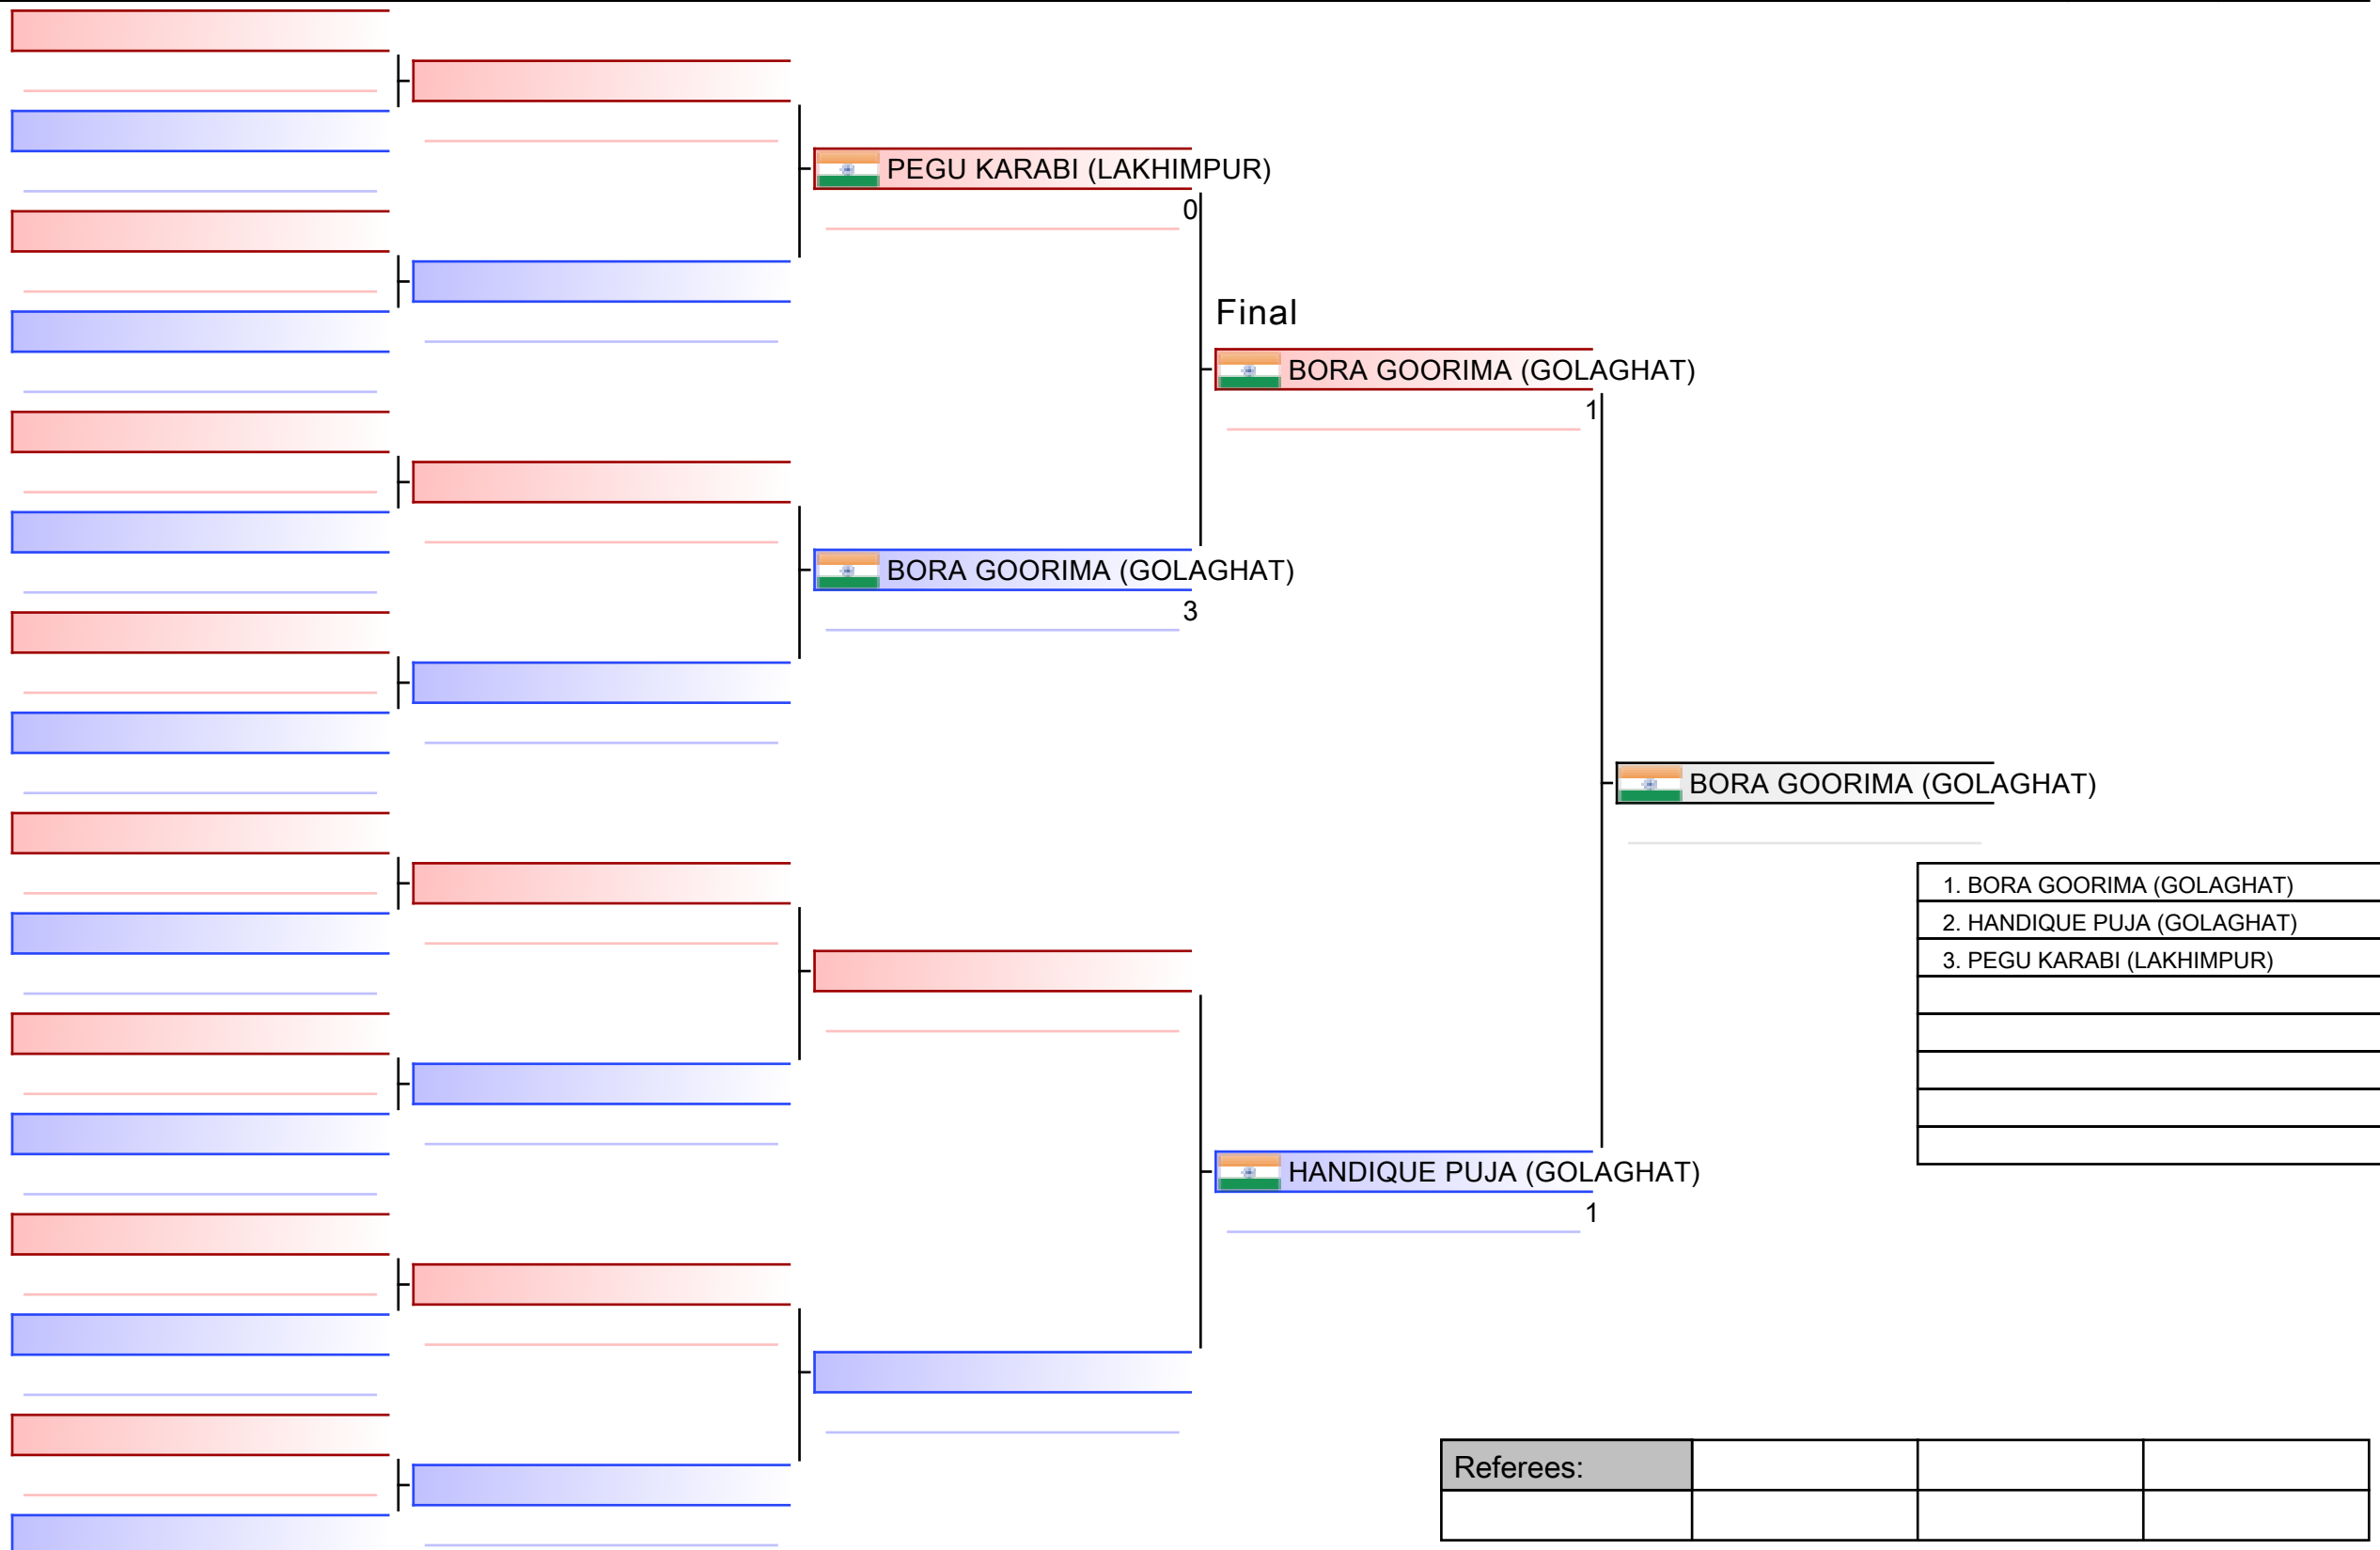 PEGU KARABI (LAKHIMPUR)
0
Final
BORA GOORIMA (GOLAGHAT)
1
BORA GOORIMA (GOLAGHAT)
3
BORA GOORIMA (GOLAGHAT)
1. BORA GOORIMA (GOLAGHAT)
2. HANDIQUE PUJA (GOLAGHAT)
3. PEGU KARABI (LAKHIMPUR)
HANDIQUE PUJA (GOLAGHAT)
1
Referees: